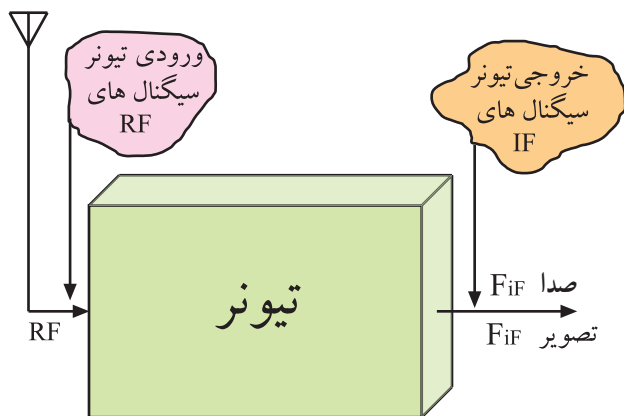 ورودی تیونر
سیگنال های
RF
خروجی تیونر
سیگنال های
IF
تیونر
RF
صدا FiF
تصویر FiF